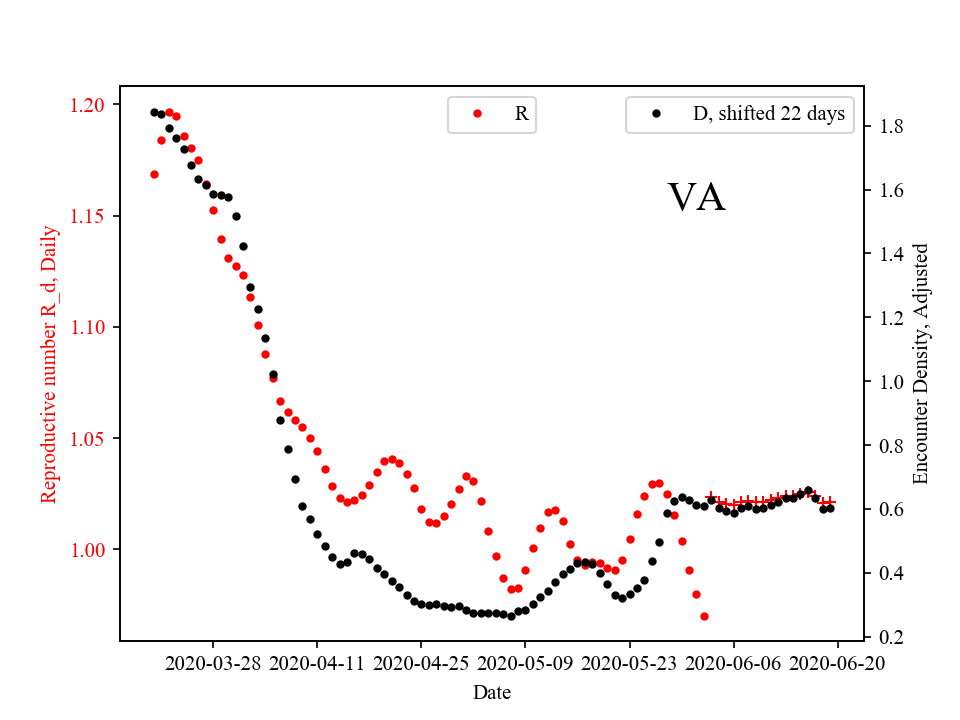 R
D, shifted 22 days
VA
Reproductive number R_d, Daily
1.20
1.15
1.10
1.05
1.00
1.8
1.6
1.4
1.2
1.0
0.8
0.6
0.4
0.2
Encounter Density, Adjusted
2020-03-28 2020-04-11 2020-04-25 2020-05-09 2020-05-23 2020-06-06 2020-06-20
Date